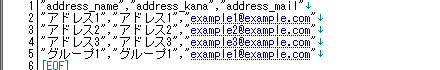 1 "address_name","address_kana","address_mail"↓
2 "アドレス1","アドレス1","example1@example.com"↓
3 "アドレス2","アドレス2","example2@example.com"↓
4 "アドレス3","アドレス3","example3@example.com"↓
5 "グループ1","グループ1","example@example.com"↓
6 [EOF]